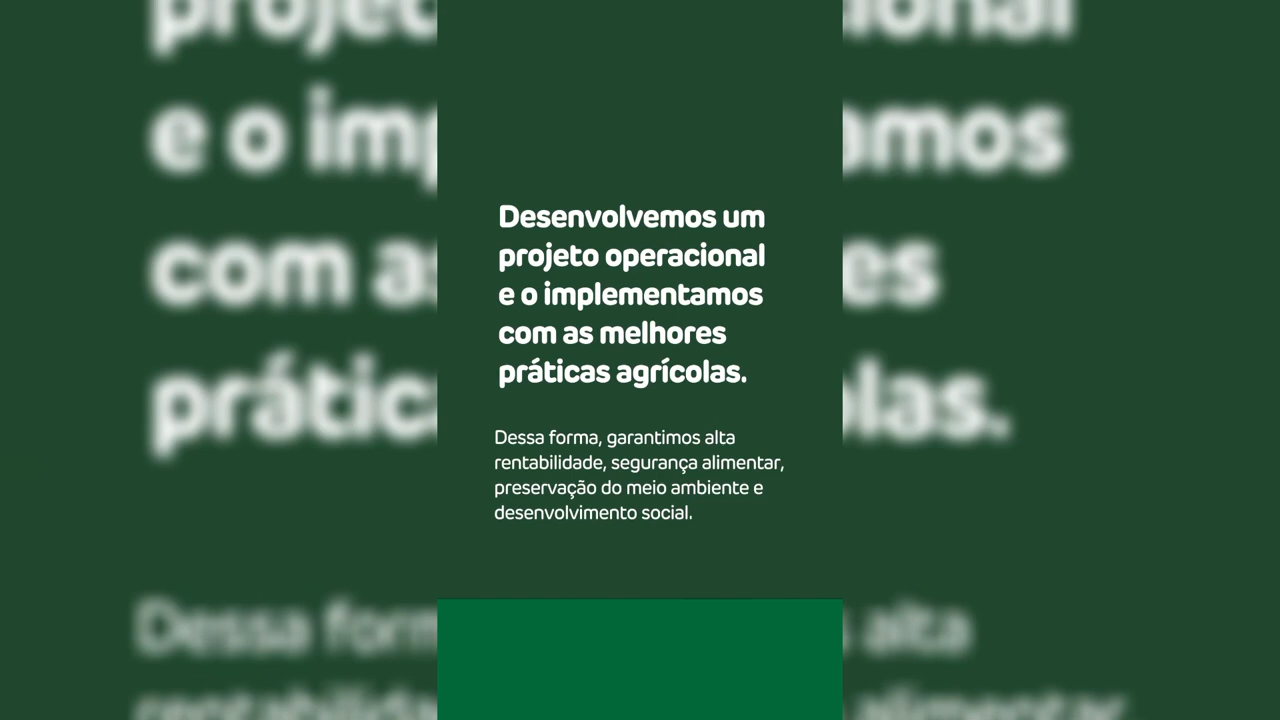 Desenvolvemos um
projeto operacional
e o implementamos
com as melhores
práticas agrícolas.
Dessa forma, garantimos alta
rentabilidade, segurança alimentar,
preservação do meio ambiente e
desenvolvimento social.